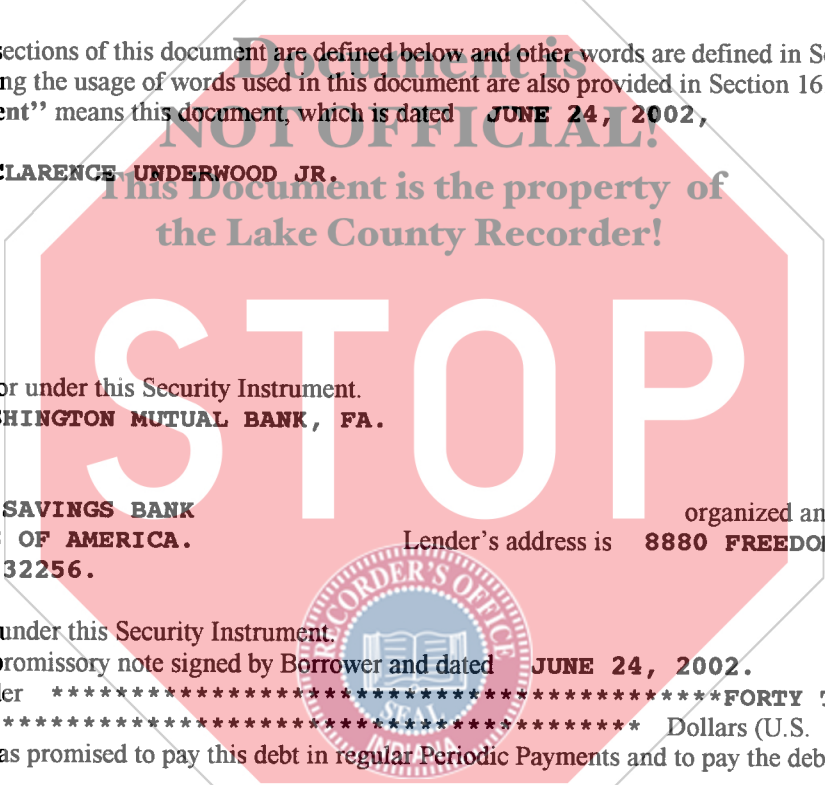 Document is
sections of this document are defined below and other words are defined in
ng the usage of words used in this document are also provided in Section 16
ent” means this document, which is dated JUNE 24, 2002,
NOT OFFICIAL!
CLARENCE UNDERWOOD JR.
This Document is the property of
the Lake County Recorder!
STOP
or under this Security Instrument.
SHINGTON MUTUAL BANK, FA.
SAVINGS BANK organized an
OF AMERICA. Lender’s address is 8880 FREEDO
32256.
RECORDER'S OFFICE
under this Security Instrument.
promissory note signed by Borrower and dated JUNE 24, 2002.
der ******************************************FORTY
SEAL
**************************************** Dollars (U.S.
INDIANA
as promised to pay this debt in regular Periodic Payments and to pay the deb